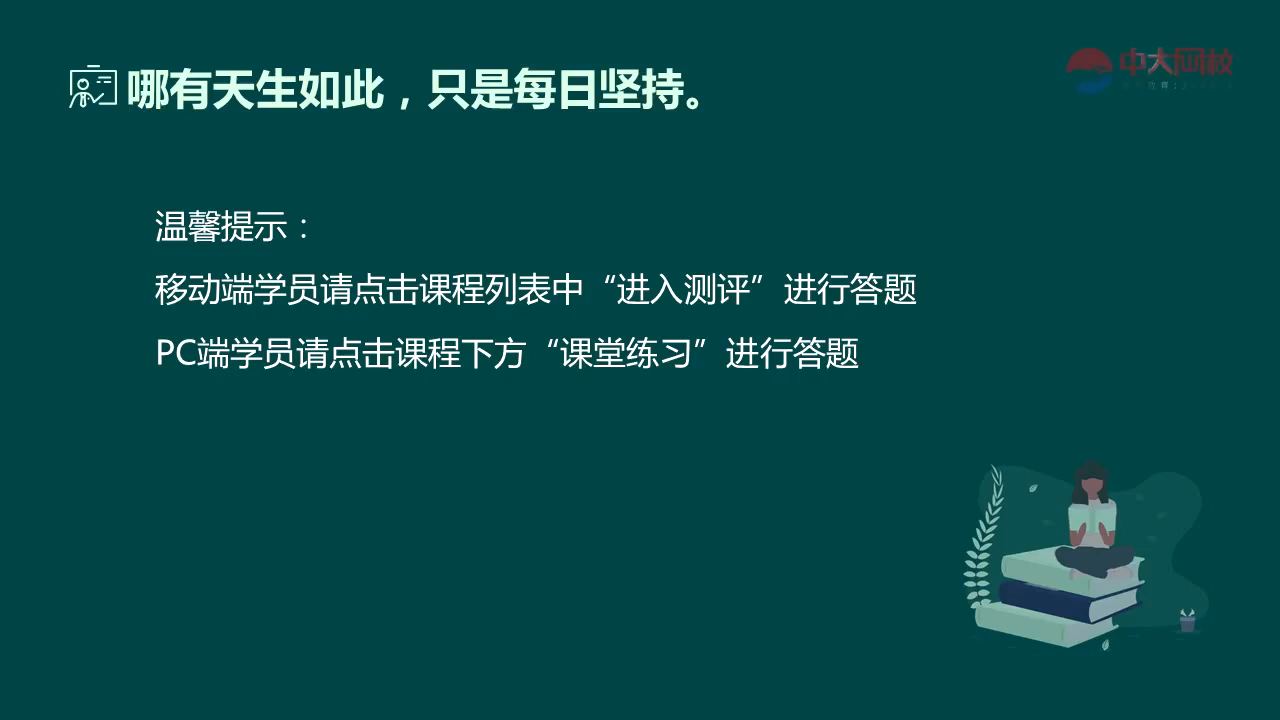 哪有天生如此，只是每日坚持。
中大网校
温馨提示：
移动端学员请点击课程列表中“进入测评”进行答题
PC端学员请点击课程下方“课堂练习”进行答题